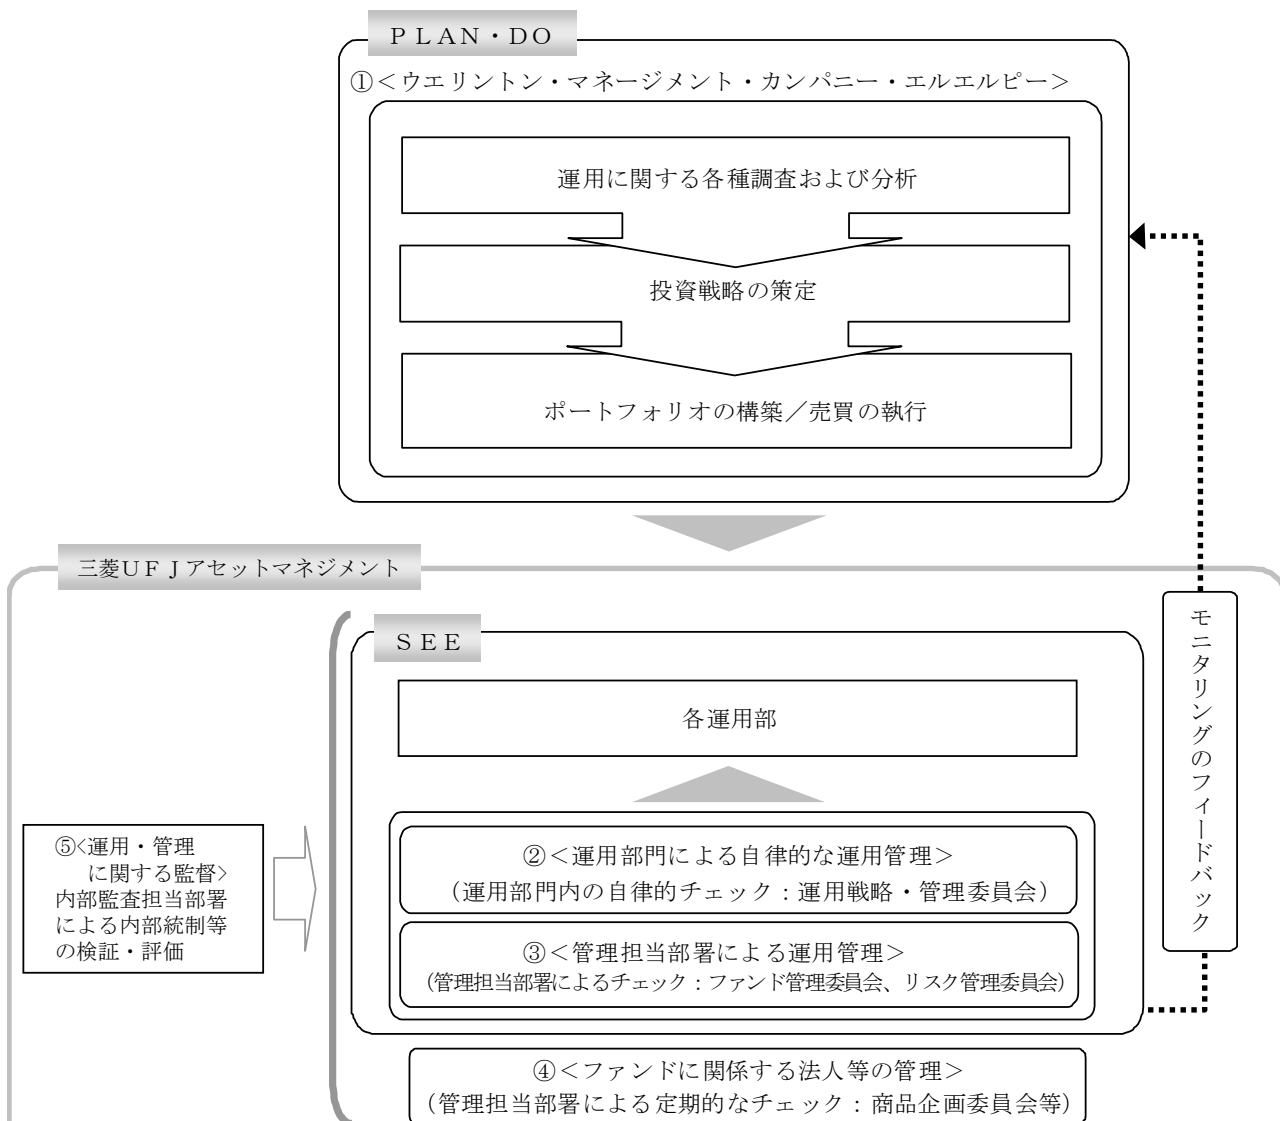 ＰＬＡＮ・ＤＯ
①＜ウエリントン・マネージメント・カンパニー・エルエルピー＞
運用に関する各種調査および分析
投資戦略の策定
ポートフォリオの構築／売買の執行
三菱ＵＦＪアセットマネジメント
ＳＥＥ
各運用部
モニタリングのフィードバック
②＜運用部門による自律的な運用管理＞
（運用部門内の自律的チェック：運用戦略・管理委員会）
③＜管理担当部署による運用管理＞
（管理担当部署によるチェック：ファンド管理委員会、リスク管理委員会）
⑤<運用・管理
に関する監督>
内部監査担当部署
による内部統制等
の検証・評価
④＜ファンドに関係する法人等の管理＞
（管理担当部署による定期的なチェック：商品企画委員会等）